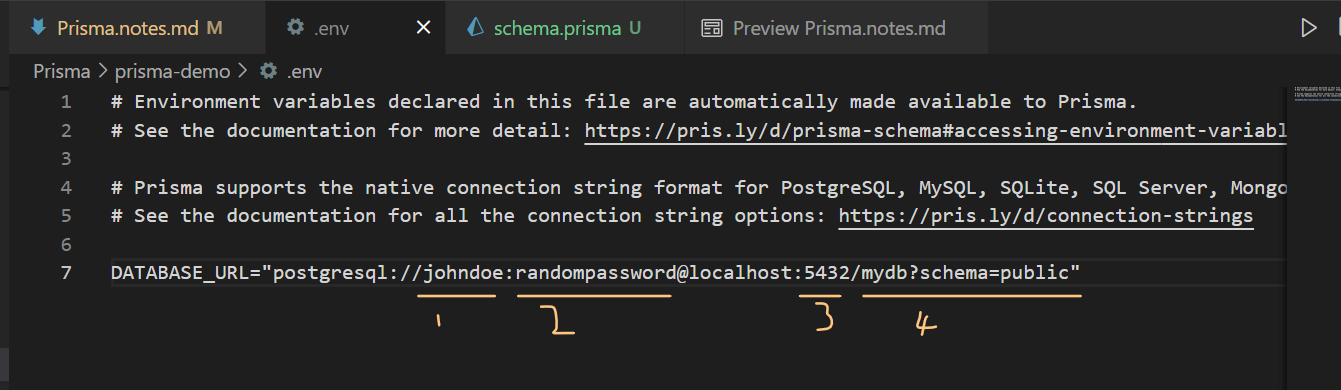 Prisma.notes.md M .env schema.prisma U Preview Prisma.notes.md
Prisma > prisma-demo > .env
1 # Environment variables declared in this file are automatically made available to Prisma.
2 # See the documentation for more detail: https://pris.ly/d/prisma-schema#accessing-environment-variabl
3
4 # Prisma supports the native connection string format for PostgreSQL, MySQL, SQLite, SQL Server, Mongo
5 # See the documentation for all the connection string options: https://pris.ly/d/connection-strings
6
7 DATABASE_URL="postgresql://johndoe:randompassword@localhost:5432/mydb?schema=public"
1 2 3 4